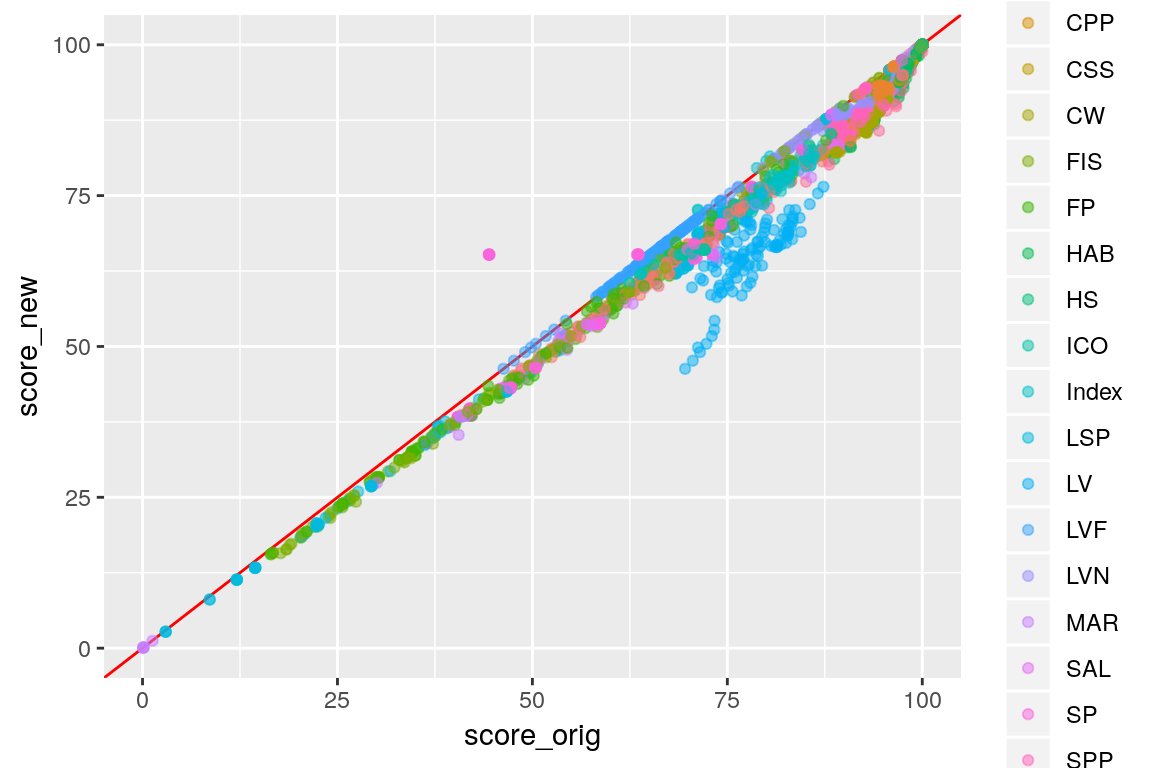 100
75
50
25
0
score_new
0
25
50
75
100
score_orig
CPP
CSS
CW
FIS
FP
HAB
HS
ICO
Index
LSP
LV
LVF
LVN
MAR
SAL
SP
SPP